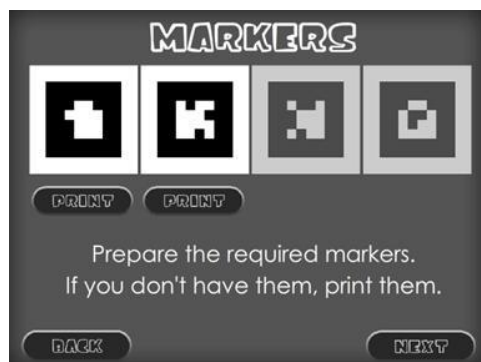 MARKERS
PRINT PRINT
Prepare the required markers.
If you don't have them, print them.
BACK NEXT